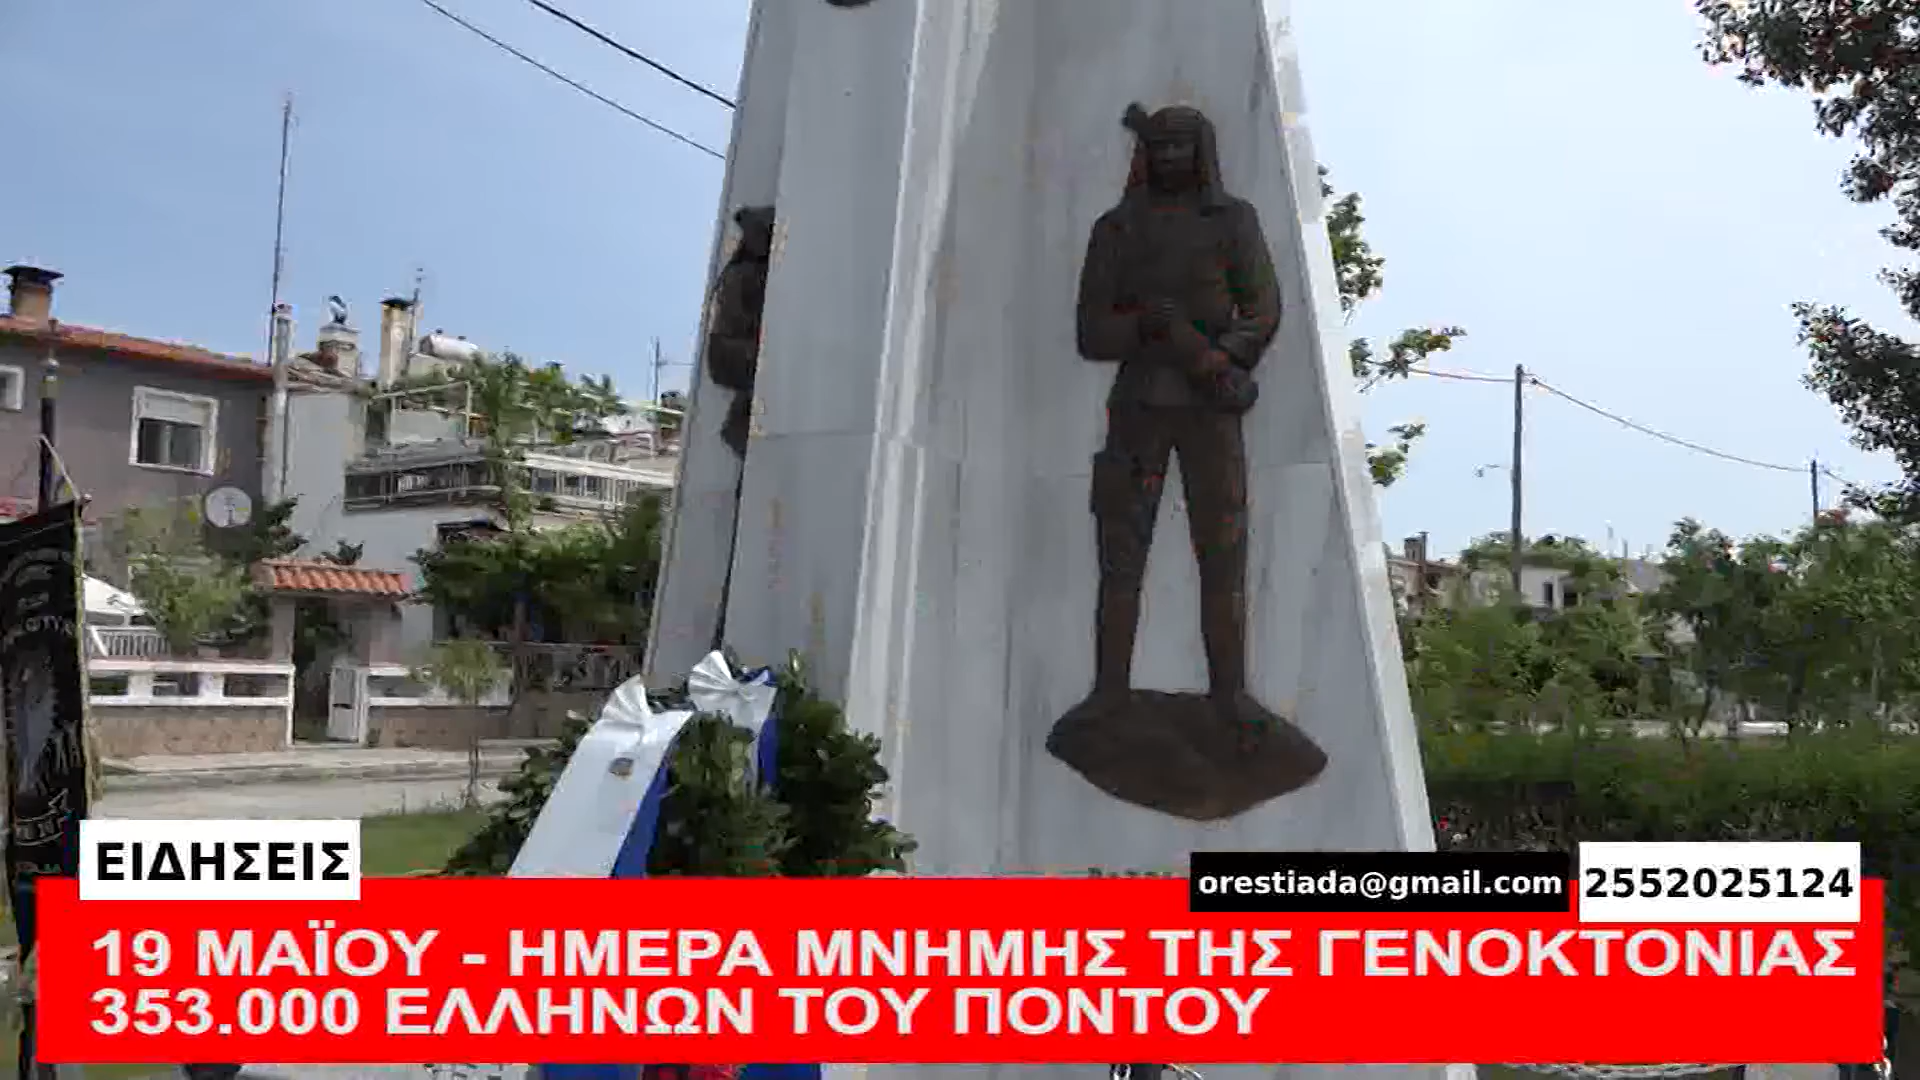 ΕΙΔΗΣΕΙΣ
orestiada@gmail.com
2552025124
19 ΜΑΪΟΥ - ΗΜΕΡΑ ΜΝΗΜΗΣ ΤΗΣ ΓΕΝΟΚΤΟΝΙΑΣ
353.000 ΕΛΛΗΝΩΝ ΤΟΥ ΠΟΝΤΟΥ